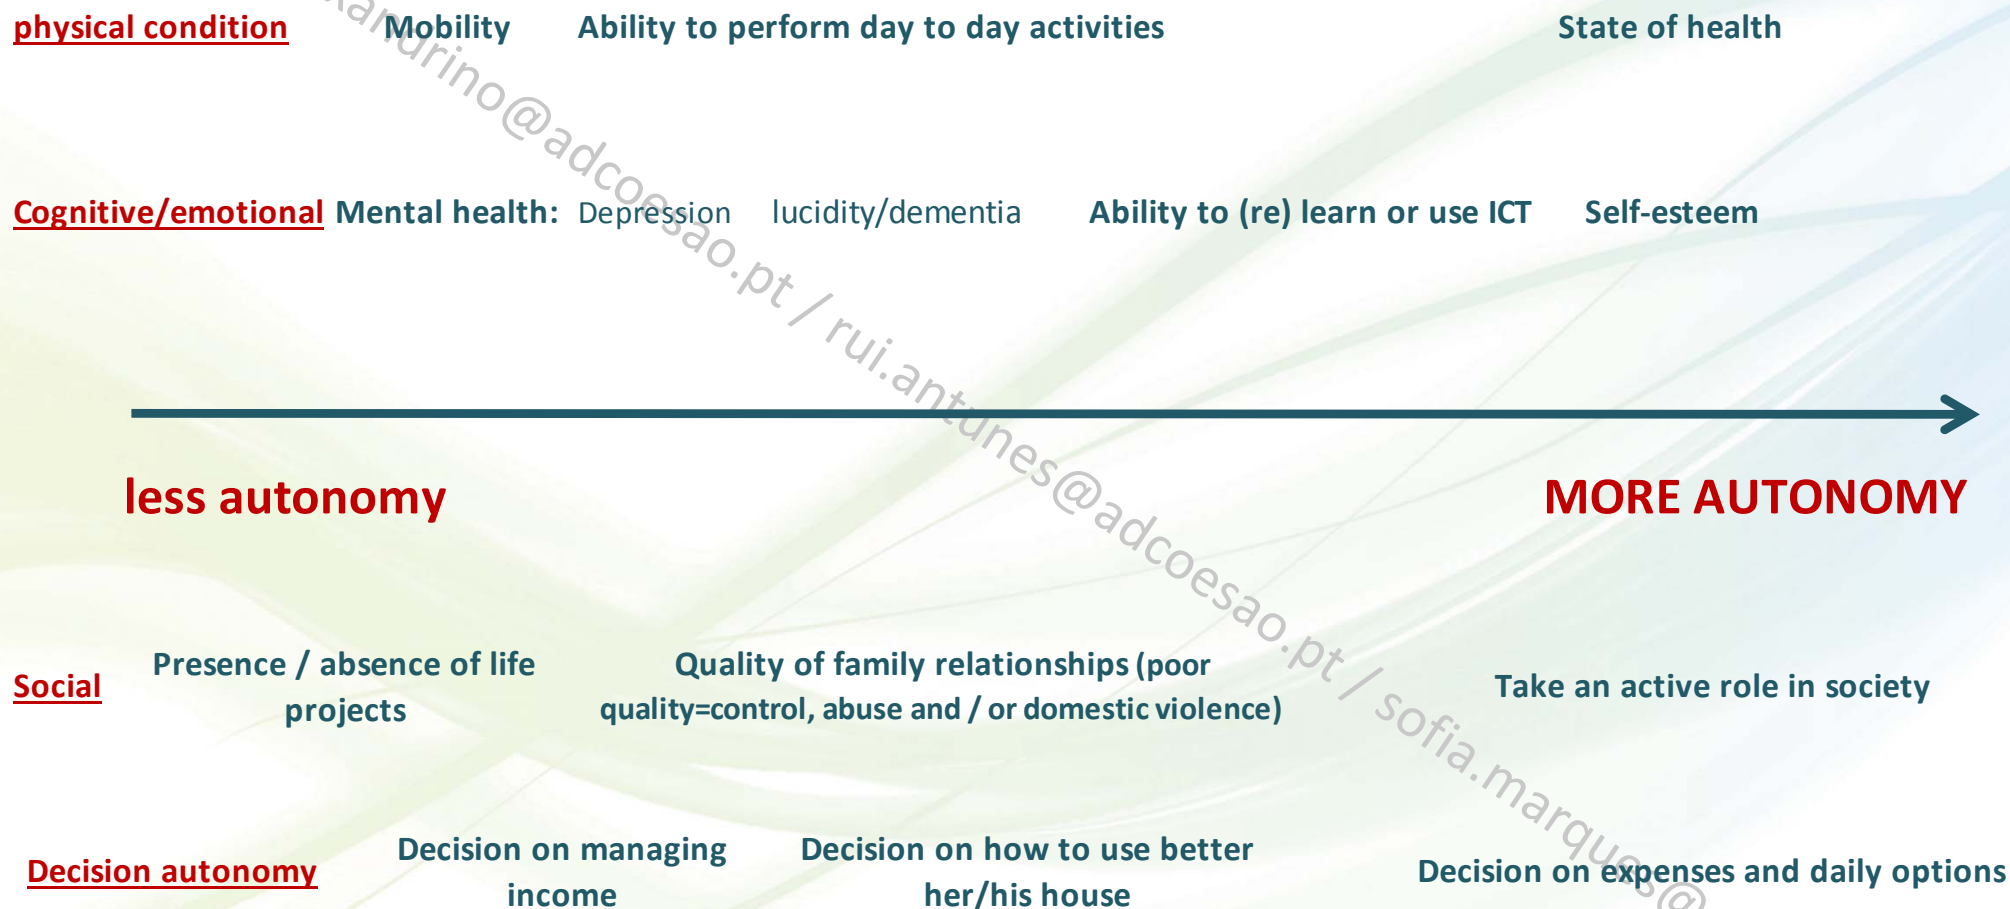 physical condition Mobility Ability to perform day to day activities State of health
Cognitive/emotional Mental health: Depression lucidity/dementia Ability to (re) learn or use ICT Self-esteem
less autonomy MORE AUTONOMY
Social Presence / absence of life projects Quality of family relationships (poor quality=control, abuse and / or domestic violence) Take an active role in society
Decision autonomy Decision on managing income Decision on how to use better her/his house Decision on expenses and daily options
andrino@adcoesao.pt / rui.antunes@adcoesao.pt / sofia.marques@